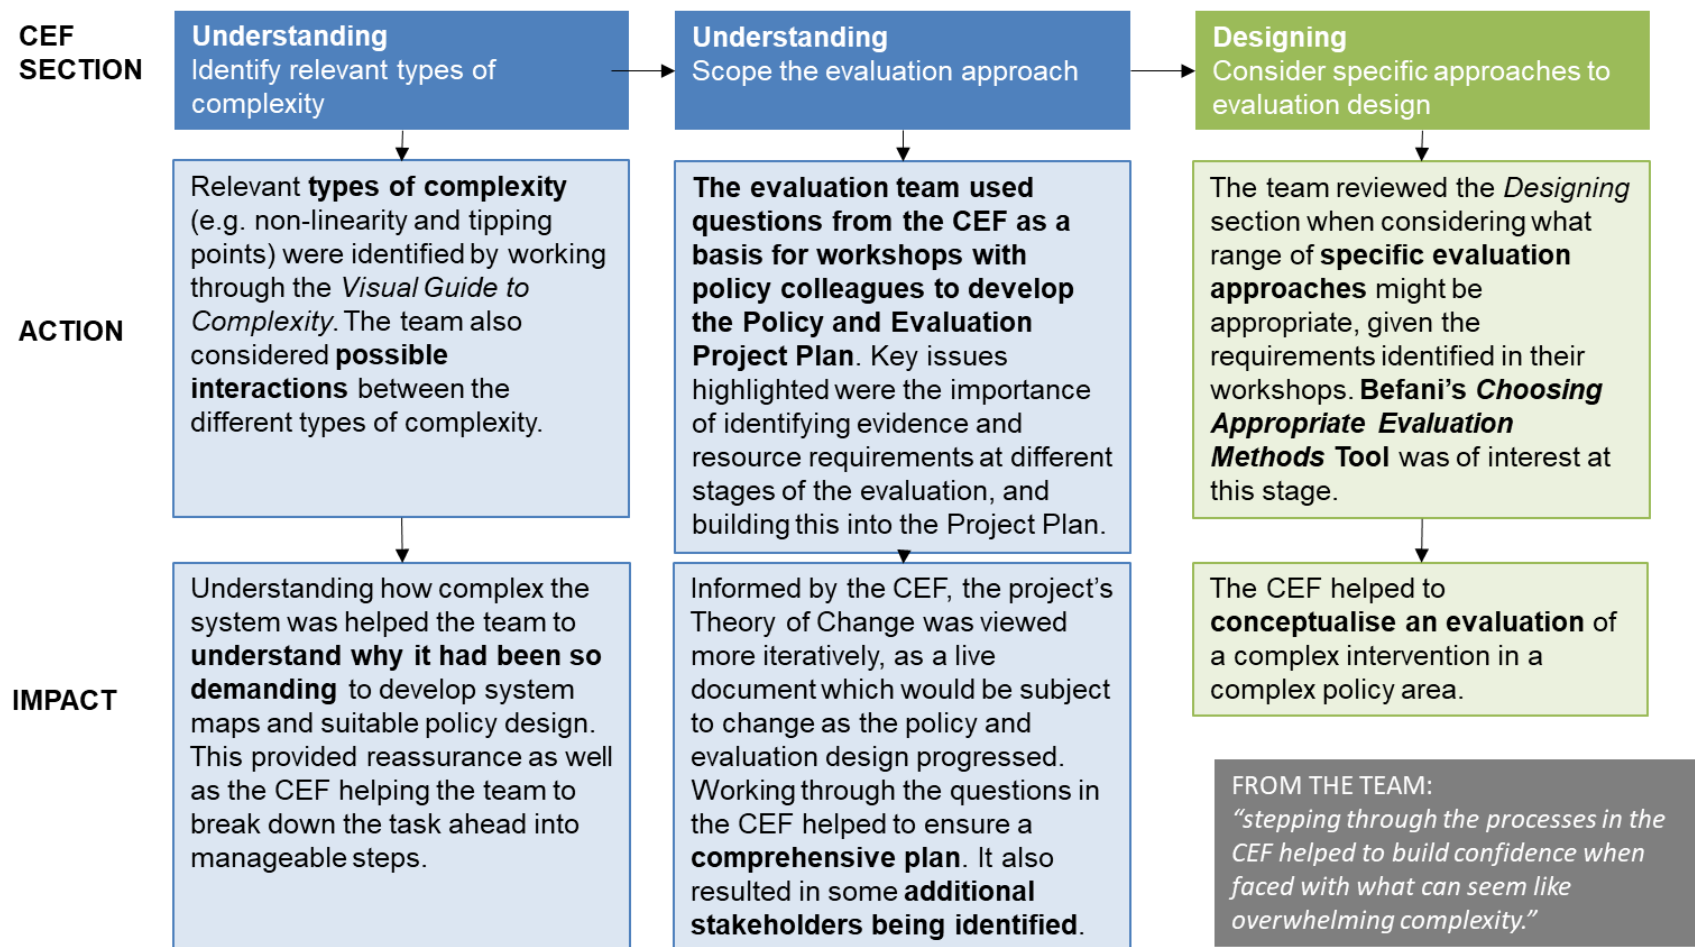 CEF
SECTION
Understanding
Identify relevant types of
complexity
Understanding
Scope the evaluation approach
Designing
Consider specific approaches to
evaluation design
ACTION
Relevant types of complexity
(e.g. non-linearity and tipping
points) were identified by working
through the Visual Guide to
Complexity. The team also
considered possible
interactions between the
different types of complexity.
The evaluation team used
questions from the CEF as a
basis for workshops with
policy colleagues to develop
the Policy and Evaluation
Project Plan. Key issues
highlighted were the importance
of identifying evidence and
resource requirements at different
stages of the evaluation, and
building this into the Project Plan.
The team reviewed the Designing
section when considering what
range of specific evaluation
approaches might be
appropriate, given the
requirements identified in their
workshops. Befani's Choosing
Appropriate Evaluation
Methods Tool was of interest at
this stage.
IMPACT
Understanding how complex the
system was helped the team to
understand why it had been so
demanding to develop system
maps and suitable policy design.
This provided reassurance as well
as the CEF helping the team to
break down the task ahead into
manageable steps.
Informed by the CEF, the project's
Theory of Change was viewed
more iteratively, as a live
document which would be subject
to change as the policy and
evaluation design progressed.
Working through the questions in
the CEF helped to ensure a
comprehensive plan. It also
resulted in some additional
stakeholders being identified.
The CEF helped to
conceptualise an evaluation of
a complex intervention in a
complex policy area.
FROM THE TEAM:
“stepping through the processes in the
CEF helped to build confidence when
faced with what can seem like
overwhelming complexity.”